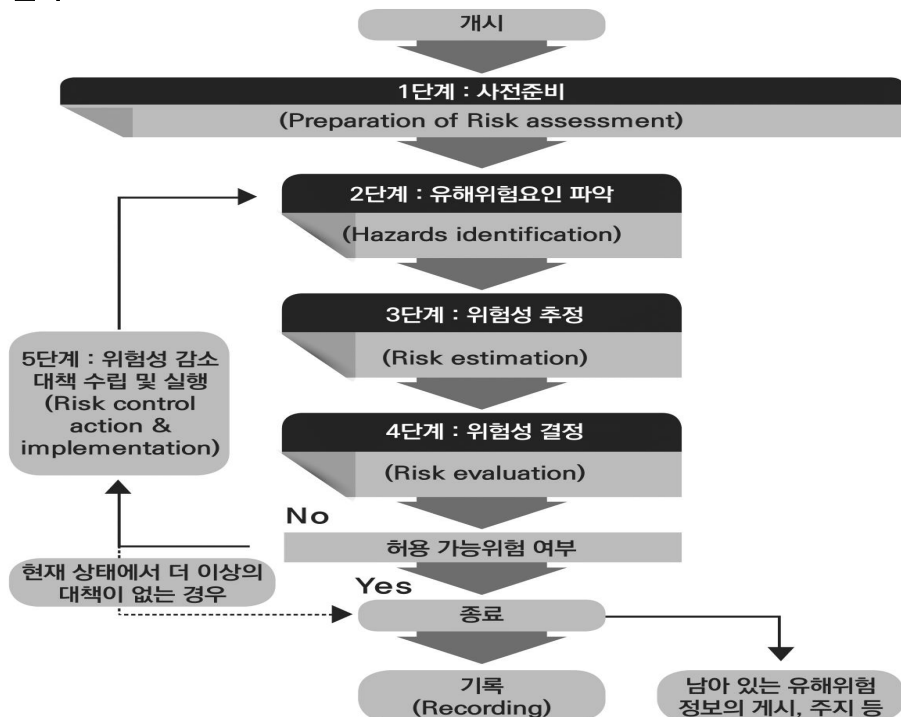 개시
1단계 : 사전준비
(Preparation of Risk assessment)
2단계 : 유해위험요인 파악
(Hazards identification)
3단계 : 위험성 추정
(Risk estimation)
4단계 : 위험성 결정
(Risk evaluation)
5단계 : 위험성 감소
대책 수립 및 실행
(Risk control
action &
implementation)
No
허용 가능위험 여부
현재 상태에서 더 이상의
대책이 없는 경우
Yes
종료
기록
(Recording)
남아 있는 유해위험
정보의 게시, 주지 등